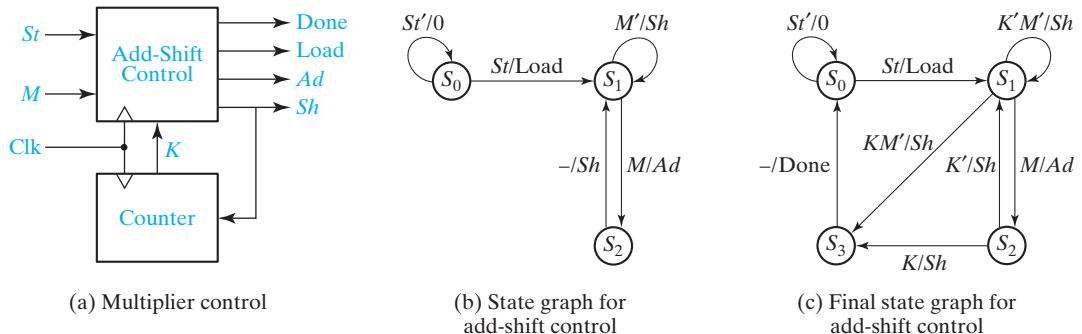 St
M
Clk
Add-Shift
Control
K
Counter
Done
Load
Ad
Sh
(a) Multiplier control
St′/0
S0
St/Load
M′/Sh
S1
–/Sh
M/Ad
S2
(b) State graph for
add-shift control
St′/0
S0
St/Load
K′M′/Sh
S1
KM′/Sh
–/Done
K′/Sh
M/Ad
S3
K/Sh
S2
(c) Final state graph for
add-shift control